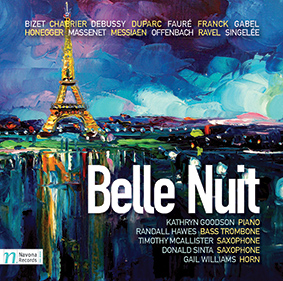 BIZET CHABRIER DEBUSSY DUPARC FAURÉ FRANCK GABEL
HONEGGER MASSENET MESSIAEN OFFENBACH RAVEL SINGELÉE
Belle Nuit
KATHRYN GOODSON PIANO
RANDALL HAWES BASS TROMBONE
TIMOTHY MCALLISTER SAXOPHONE
DONALD SINTA SAXOPHONE
GAIL WILLIAMS HORN
n
Navona
Records